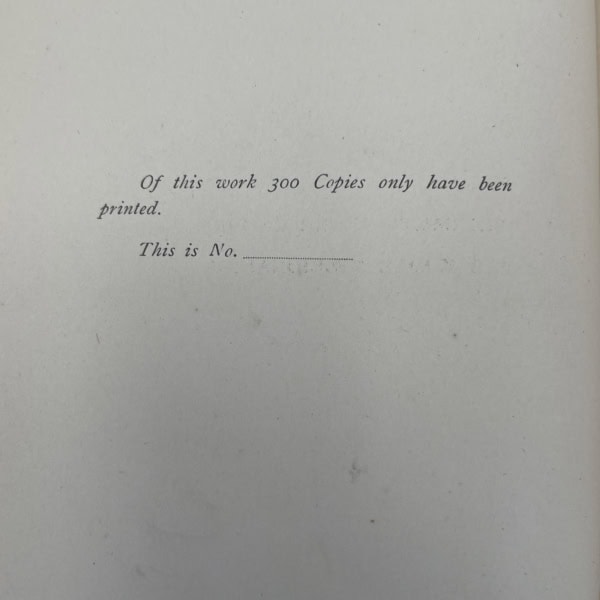 Of this work 300 Copies only have been
printed.
This is No. ....................